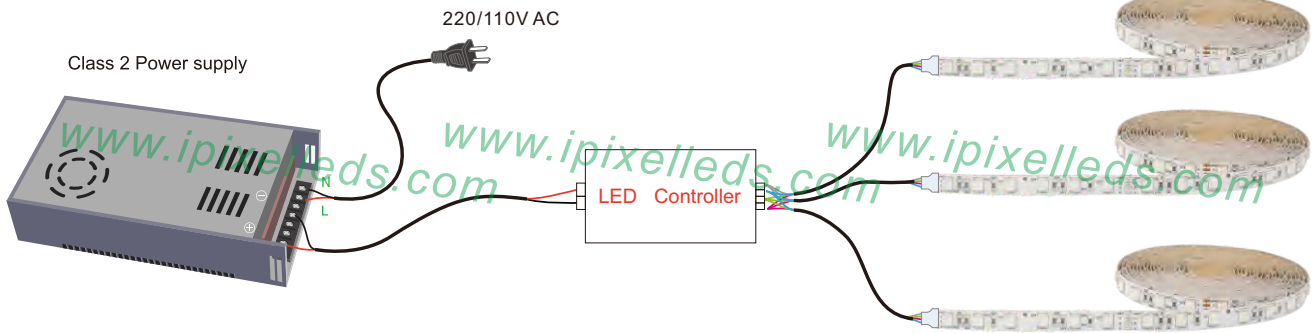 220/110V AC
Class 2 Power supply
www.ipixelleds.com www.ipixelleds.com www.ipixelleds.com
N
L
LED Controller